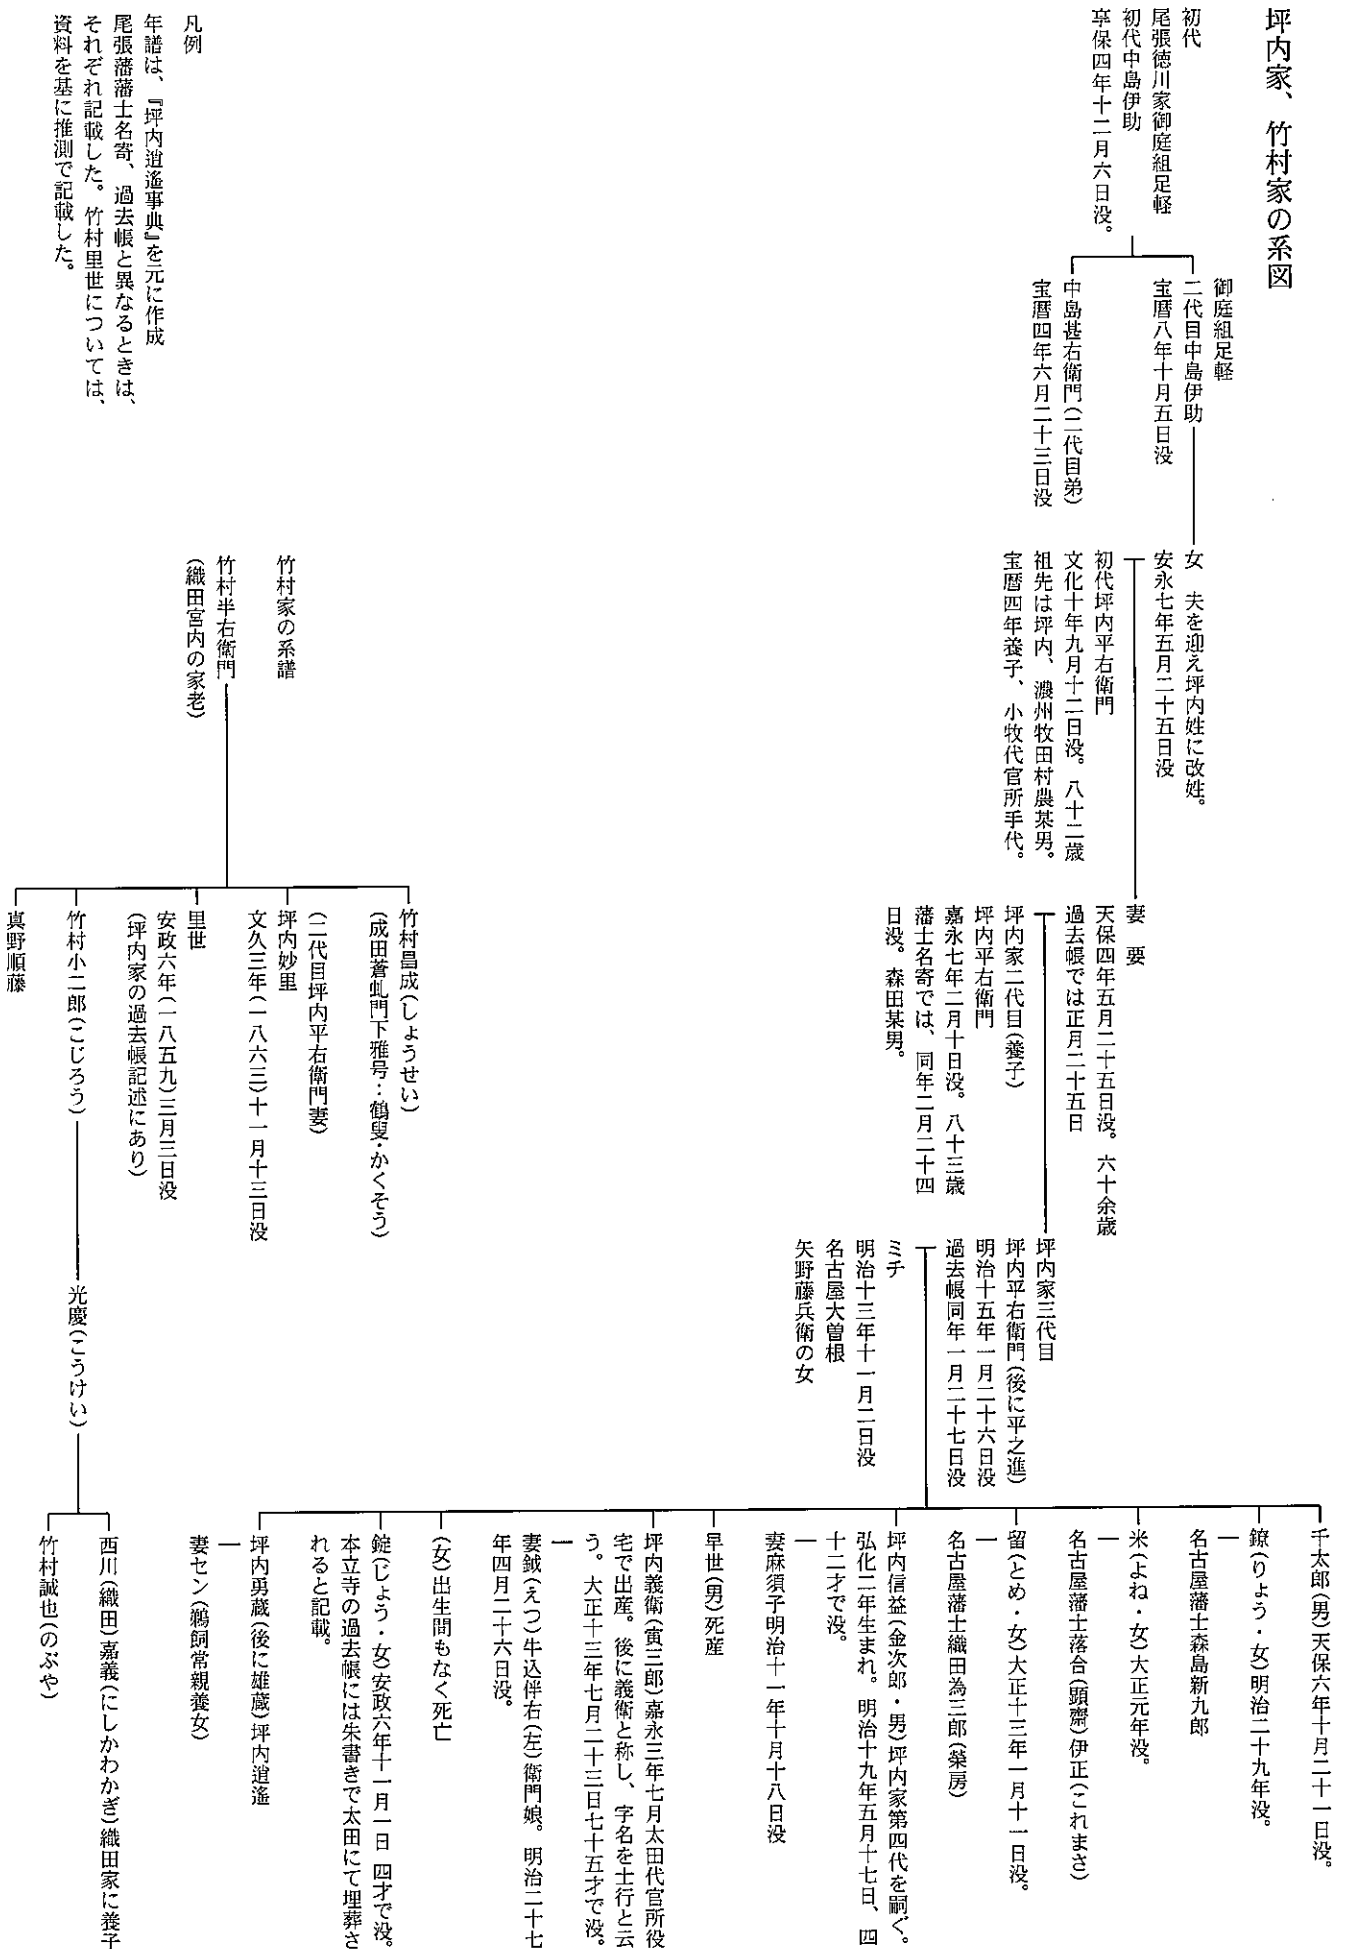 坪内家、竹村家の系図
初代
尾張徳川家御庭組足軽
初代中島伊助
享保四年十二月六日没。
御庭組足軽
二代目中島伊助
宝暦八年十月五日没
中島甚右衛門(二代目弟)
宝暦四年六月二十三日没
女　夫を迎え坪内姓に改姓。
安永七年五月二十五日没
初代坪内平右衛門
文化十年九月十二日没。八十二歳
祖先は坪内、濃州牧田村農某男。
宝暦四年養子、小牧代官所手代。
妻　要
天保四年五月二十五日没。六十余歳
過去帳では正月二十五日
坪内家二代目(養子)
坪内平右衛門
嘉永七年二月十日没。八十三歳
藩士名寄では、同年二月二十四
日没。森田某男。
坪内家三代目
坪内平右衛門(後に平之進)
明治十五年一月二十六日没
過去帳同年一月二十七日没
ミチ
明治十三年十一月二日没
名古屋大曽根
矢野藤兵衛の女
千太郎(男)天保六年十月二十一日没。
鐐(りょう・女)明治二十九年没。
名古屋藩士森島新九郎
米(よね・女)大正元年没。
名古屋藩士落合(顕齋)伊正(これまさ)
留(とめ・女)大正十三年一月十一日没。
名古屋藩士織田為三郎(榮房)
坪内信益(金次郎・男)坪内家第四代を嗣ぐ。
弘化二年生まれ。明治十九年五月十七日、四
十二才で没。
妻麻須子明治十一年十月十八日没
早世(男)死産
坪内義衛(寅三郎)嘉永三年七月太田代官所役
宅で出産。後に義衛と称し、字名を士行と云
う。大正十三年七月二十三日七十五才で没。
妻鉞(えつ)牛込伴右(左)衛門娘。明治二十七
年四月二十六日没。
(女)出生間もなく死亡
錠(じょう・女)安政六年十一月一日 四才で没。
本立寺の過去帳には朱書きで太田にて埋葬さ
れると記載。
坪内勇蔵(後に雄蔵)坪内逍遙
妻セン(鵜飼常親養女)
竹村家の系譜
竹村半右衛門
(織田宮内の家老)
竹村昌成(しょうせい)
(成田蒼虬門下雅号：鶴叟・かくそう)
(二代目坪内平右衛門妻)
坪内妙里
文久三年(一八六三)十一月十三日没
里世
安政六年(一八五九)三月三日没
(坪内家の過去帳記述にあり)
竹村小二郎(こじろう)
真野順藤
光慶(こうけい)
西川(織田)嘉義(にしかわかぎ)織田家に養子
竹村誠也(のぶや)
凡例
年譜は、『坪内逍遙事典』を元に作成
尾張藩藩士名寄、過去帳と異なるときは、
それぞれ記載した。竹村里世については、
資料を基に推測で記載した。